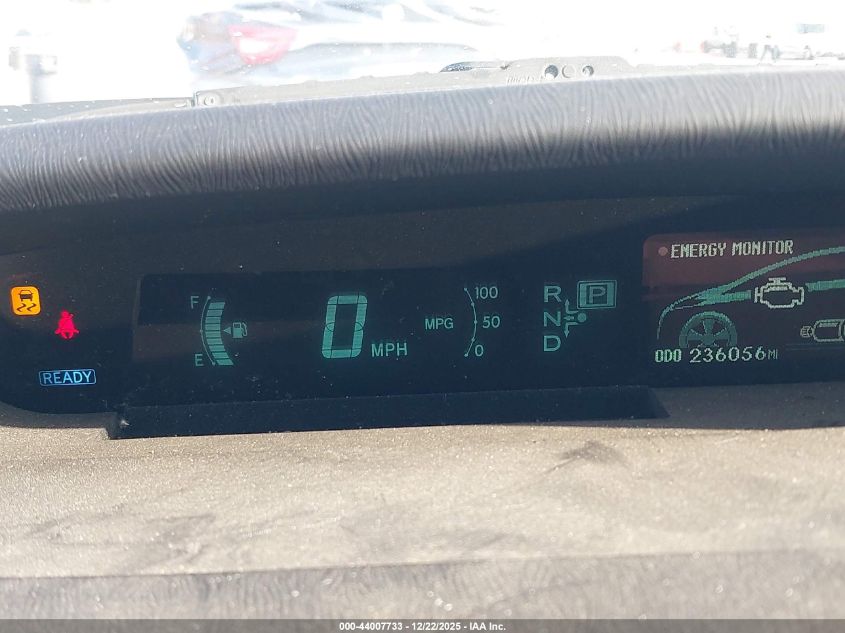 ENERGY MONITOR
F
E
READY
0 MPH
MPG
100
50
0
R
N
D
P
ODO 236056 MI
000-44007733 - 12/22/2025 - IAA Inc.